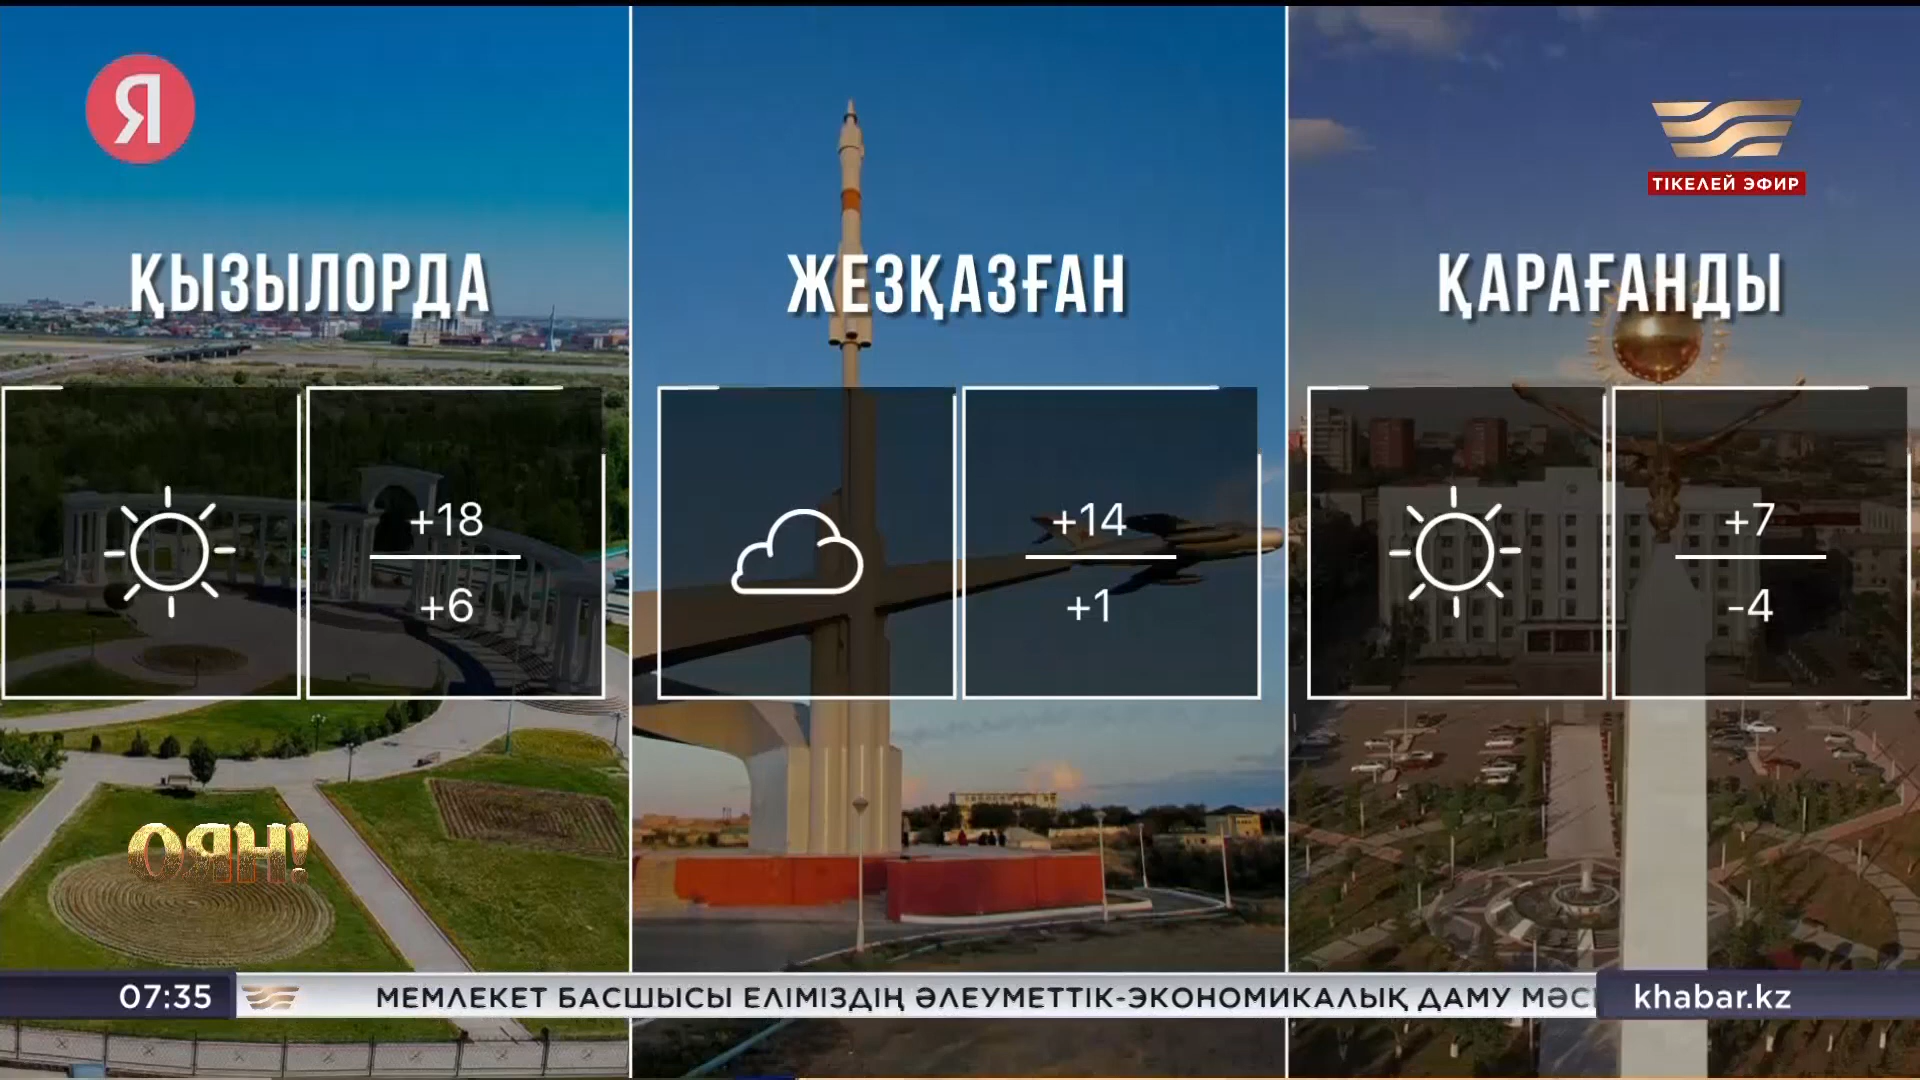 Я
ТІКЕЛЕЙ ЭФИР
ҚЫЗЫЛОРДА
+18
+6
ЖЕЗҚАЗҒАН
+14
+1
ҚАРАҒАНДЫ
+7
-4
ОЯН!
07:35
МЕМЛЕКЕТ БАСШЫСЫ ЕЛІМІЗДІҢ ӘЛЕУМЕТТІК-ЭКОНОМИКАЛЫҚ ДАМУ
khabar.kz